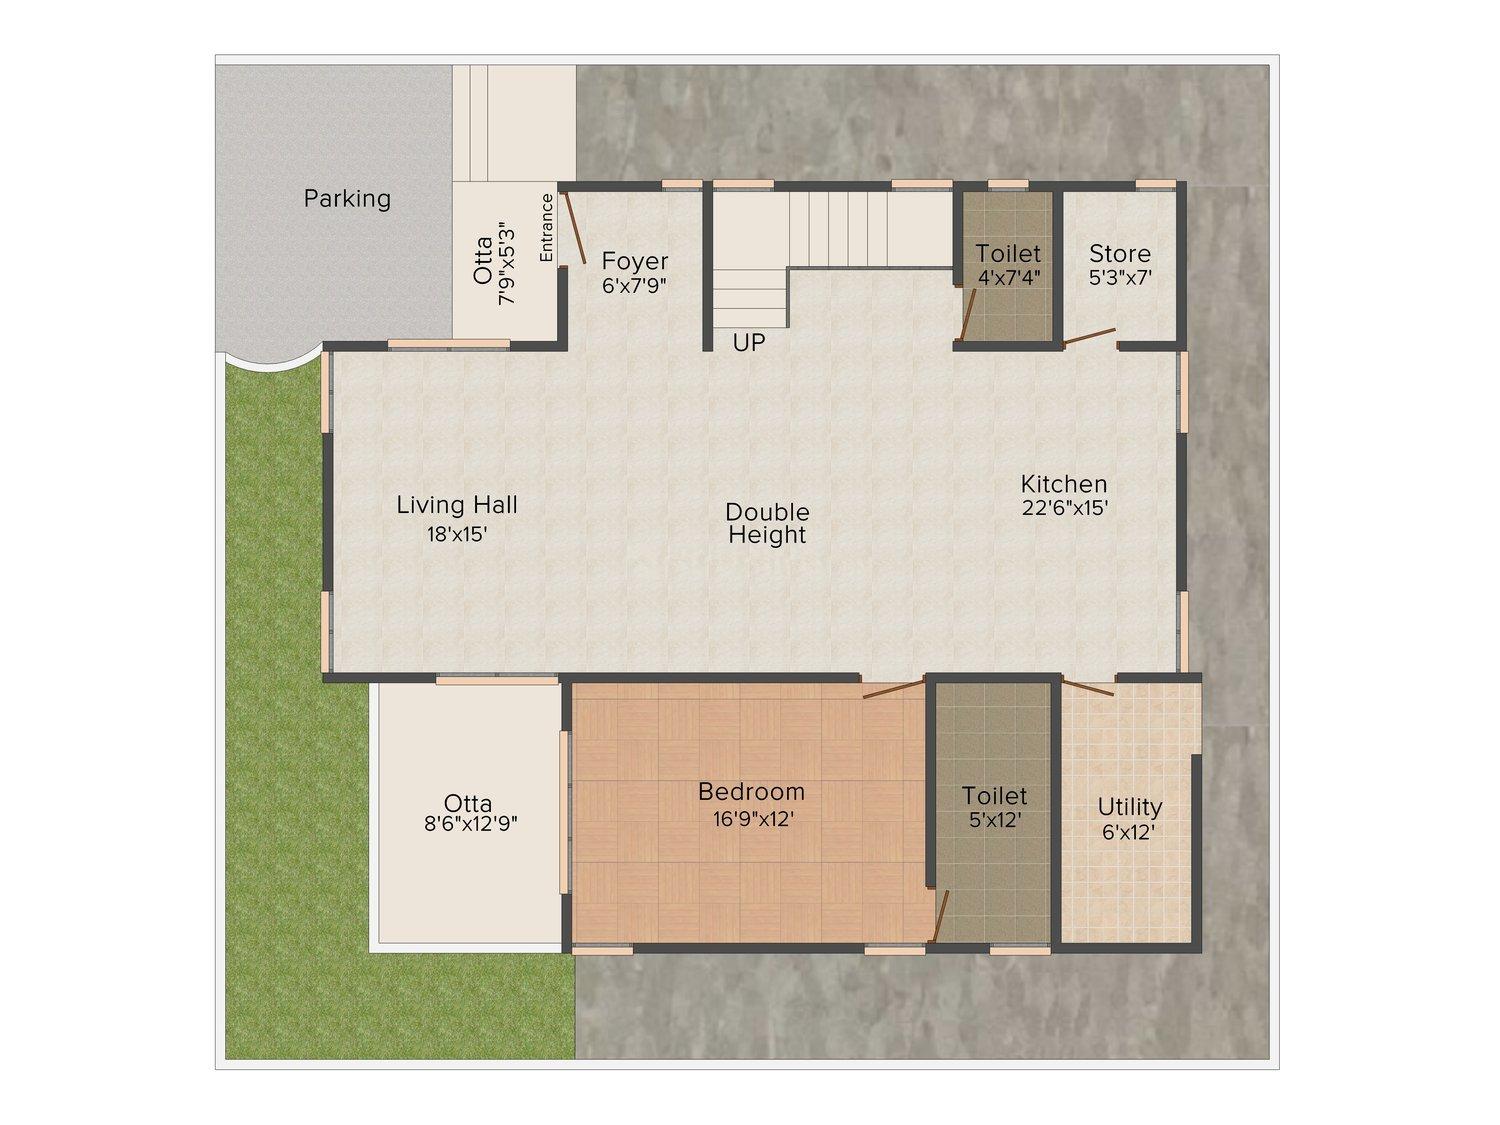 Parking
Otta
7'9"x5'3"
Entrance
Foyer
6'x7'9"
UP
Toilet
4'x7'4"
Store
5'3"x7'
Living Hall
18'x15'
Double
Height
Kitchen
22'6"x15'
Otta
8'6"x12'9"
Bedroom
16'9"x12'
Toilet
5'x12'
Utility
6'x12'